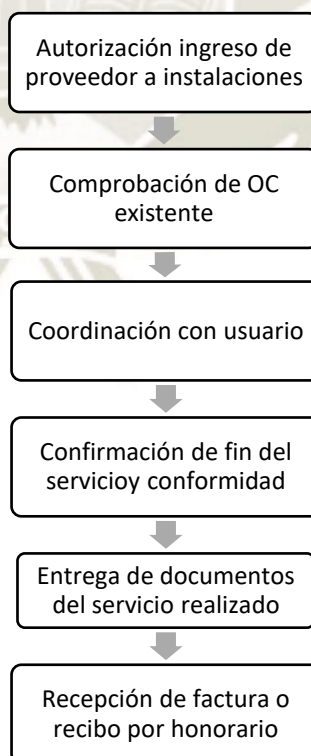 Autorización ingreso de
proveedor a instalaciones
Comprobación de OC
existente
Coordinación con usuario
Confirmación de fin del
servicioy conformidad
Entrega de documentos
del servicio realizado
Recepción de factura o
recibo por honorario